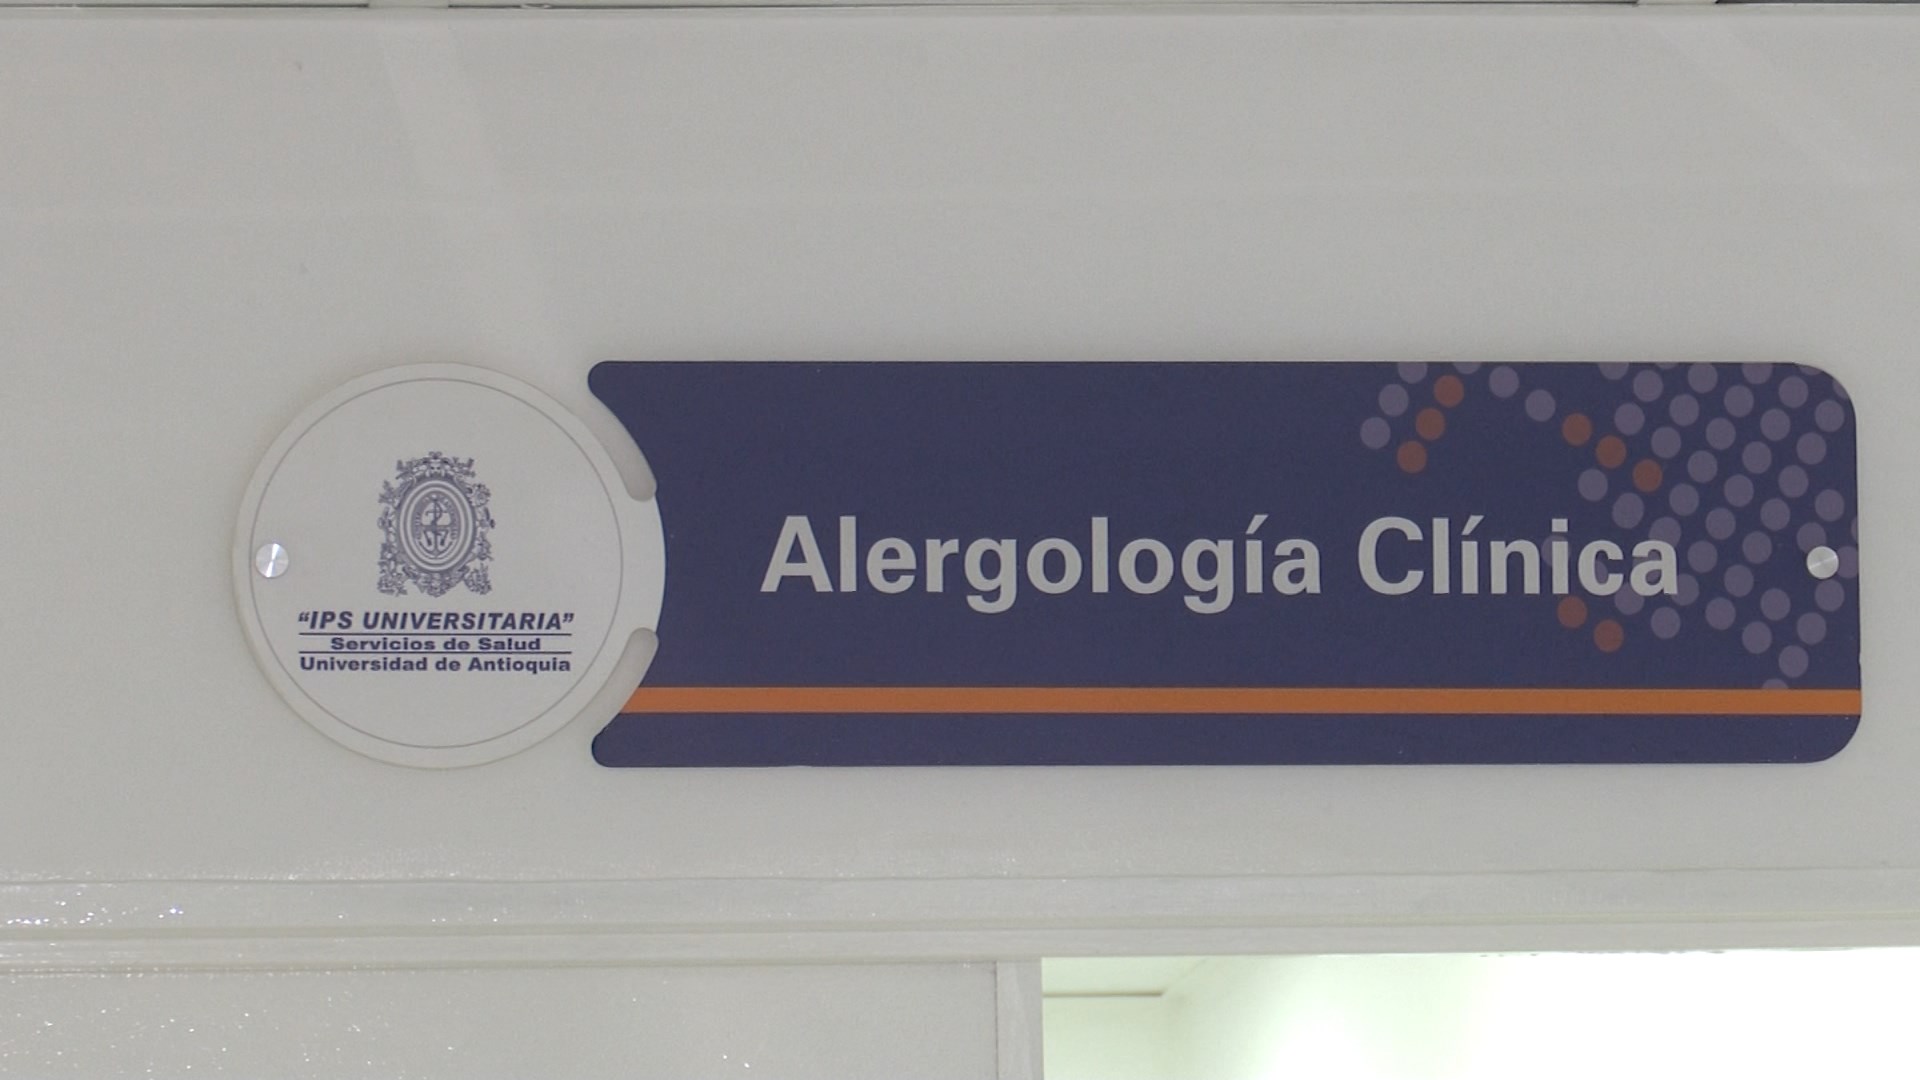 "IPS UNIVERSITARIA"
Servicios de Salud
Universidad de Antioquia
Alergología Clínica